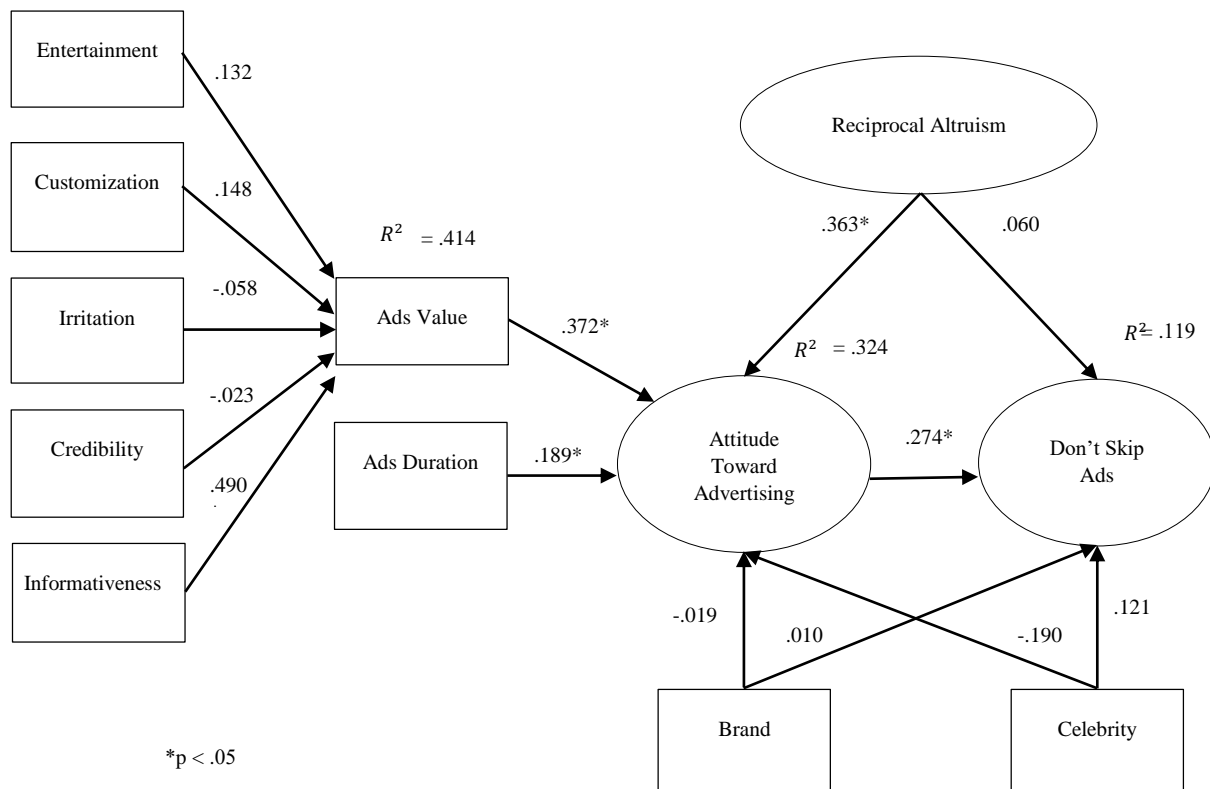 Entertainment
.132
Reciprocal Altruism
Customization
.148
R² = .414
.363*
.060
Irritation
-.058
Ads Value
.372*
R² = .324
R²= .119
Credibility
-.023
Ads Duration
.189*
Attitude
Toward
Advertising
.274*
Don't Skip
Ads
.490
Informativeness
-.019
.010
-.190
.121
Brand
Celebrity
*p < .05